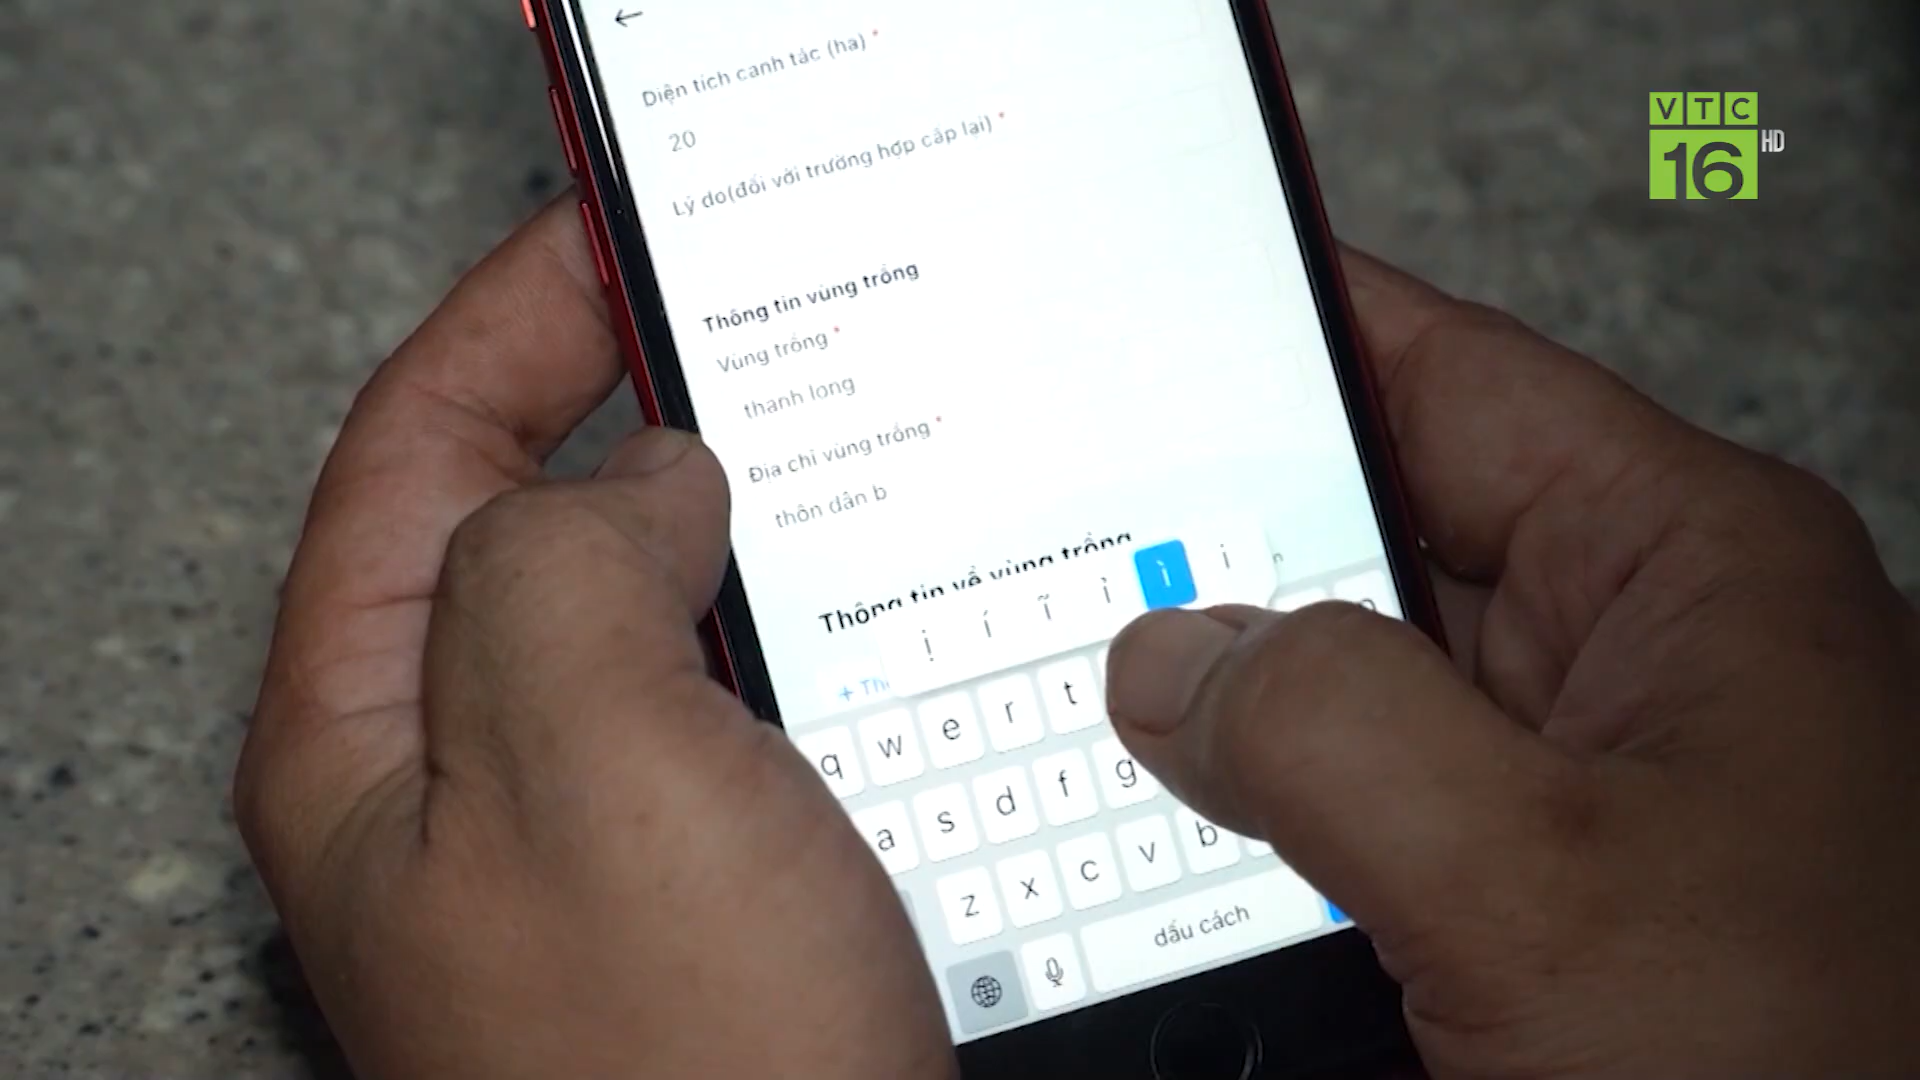 ←
Diện tích canh tác (ha) *
20
Lý do(đối với trường hợp cấp lại) *
Thông tin vùng trồng
Vùng trồng *
thanh long
Địa chỉ vùng trồng *
thôn dân b
Thông tin về vùng trồng
+ Th
ị í ĩ ỉ ì i
q w e r t
a s d f g
z x c v b
dấu cách
VTC
16 HD